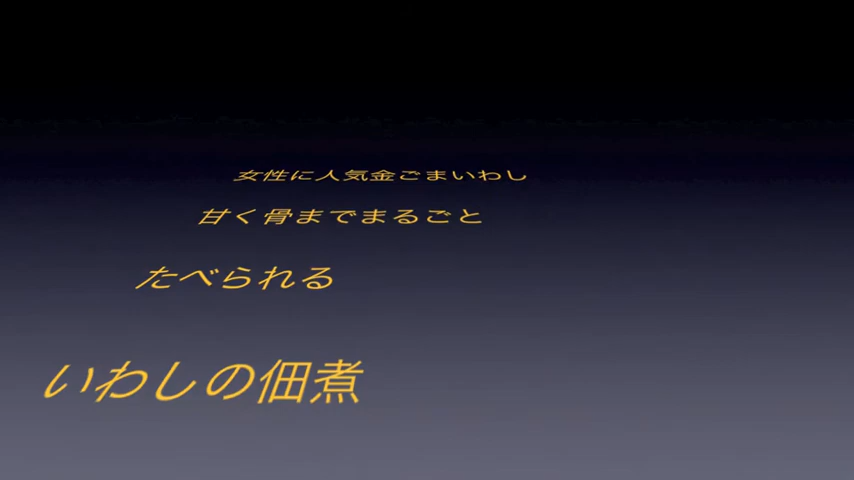 女性に人気金ごまいわし
甘く骨までまるごと
たべられる
いわしの佃煮